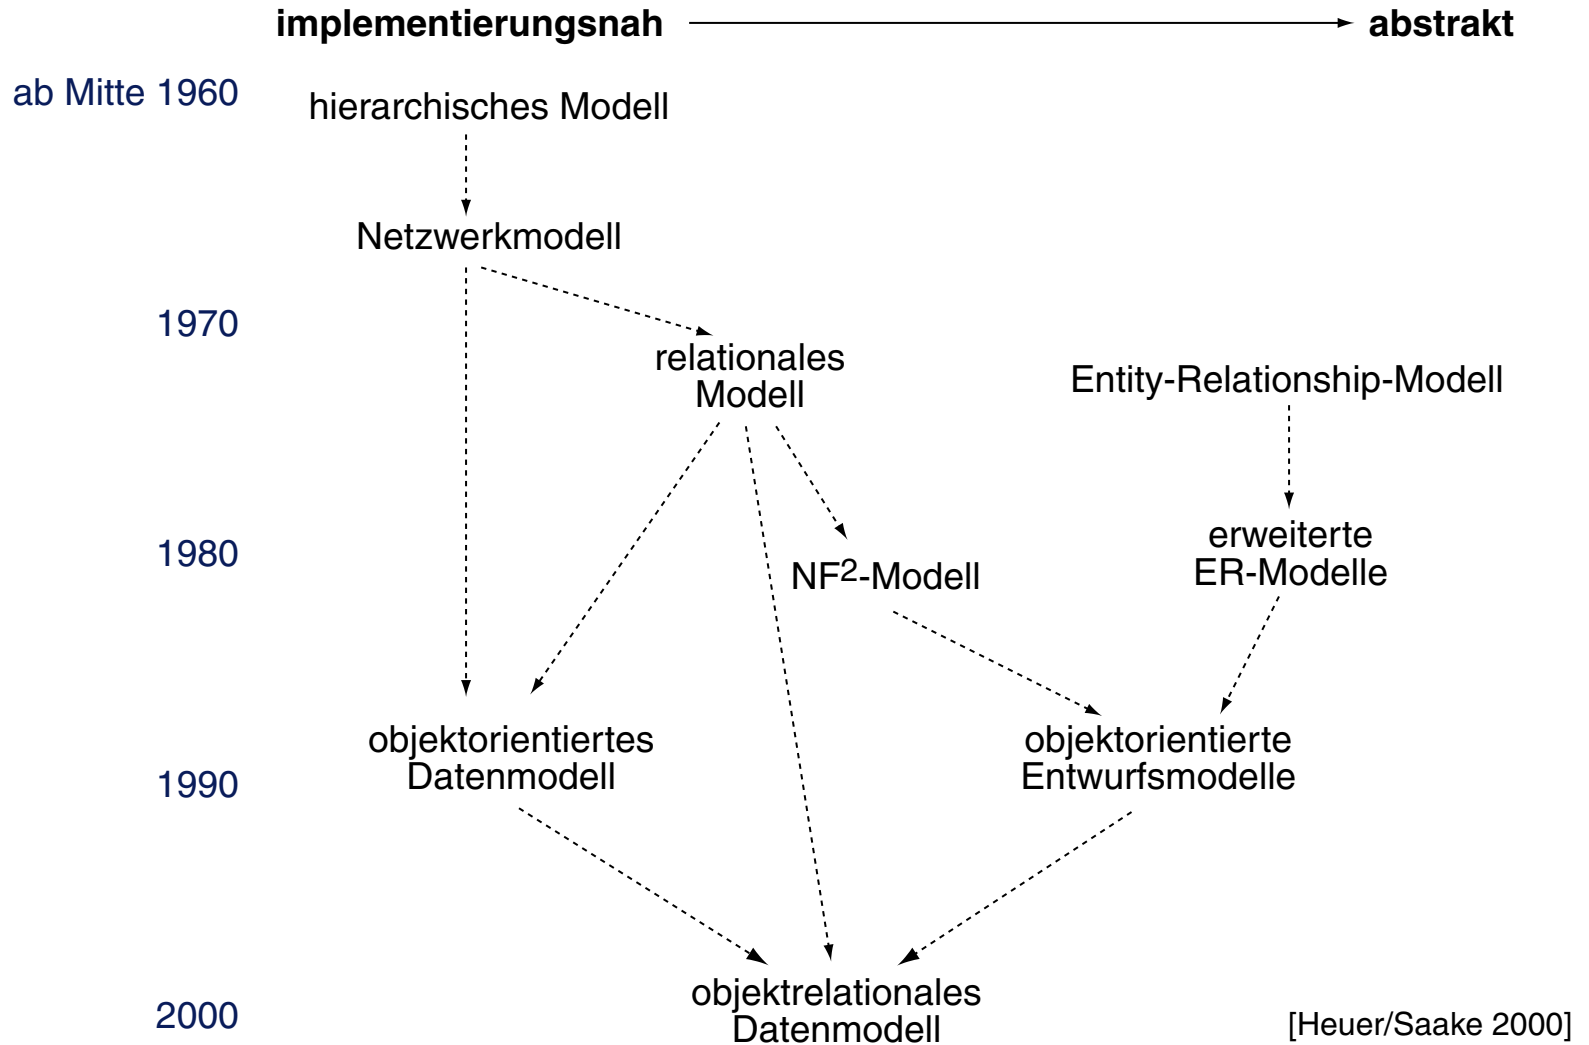 implementierungsnah abstrakt
ab Mitte 1960
hierarchisches Modell
Netzwerkmodell
1970
relationales
Modell
Entity-Relationship-Modell
1980
NF²-Modell
erweiterte
ER-Modelle
objektorientiertes
Datenmodell
1990
objektorientierte
Entwurfsmodelle
objektrelationales
Datenmodell
2000
[Heuer/Saake 2000]